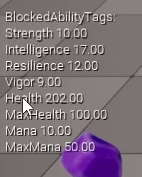 BlockedAbilityTags:
Strength 10.00
Intelligence 17.00
Resilience 12.00
Vigor 9.00
Health 202.00
MaxHealth 100.00
Mana 10.00
MaxMana 50.00